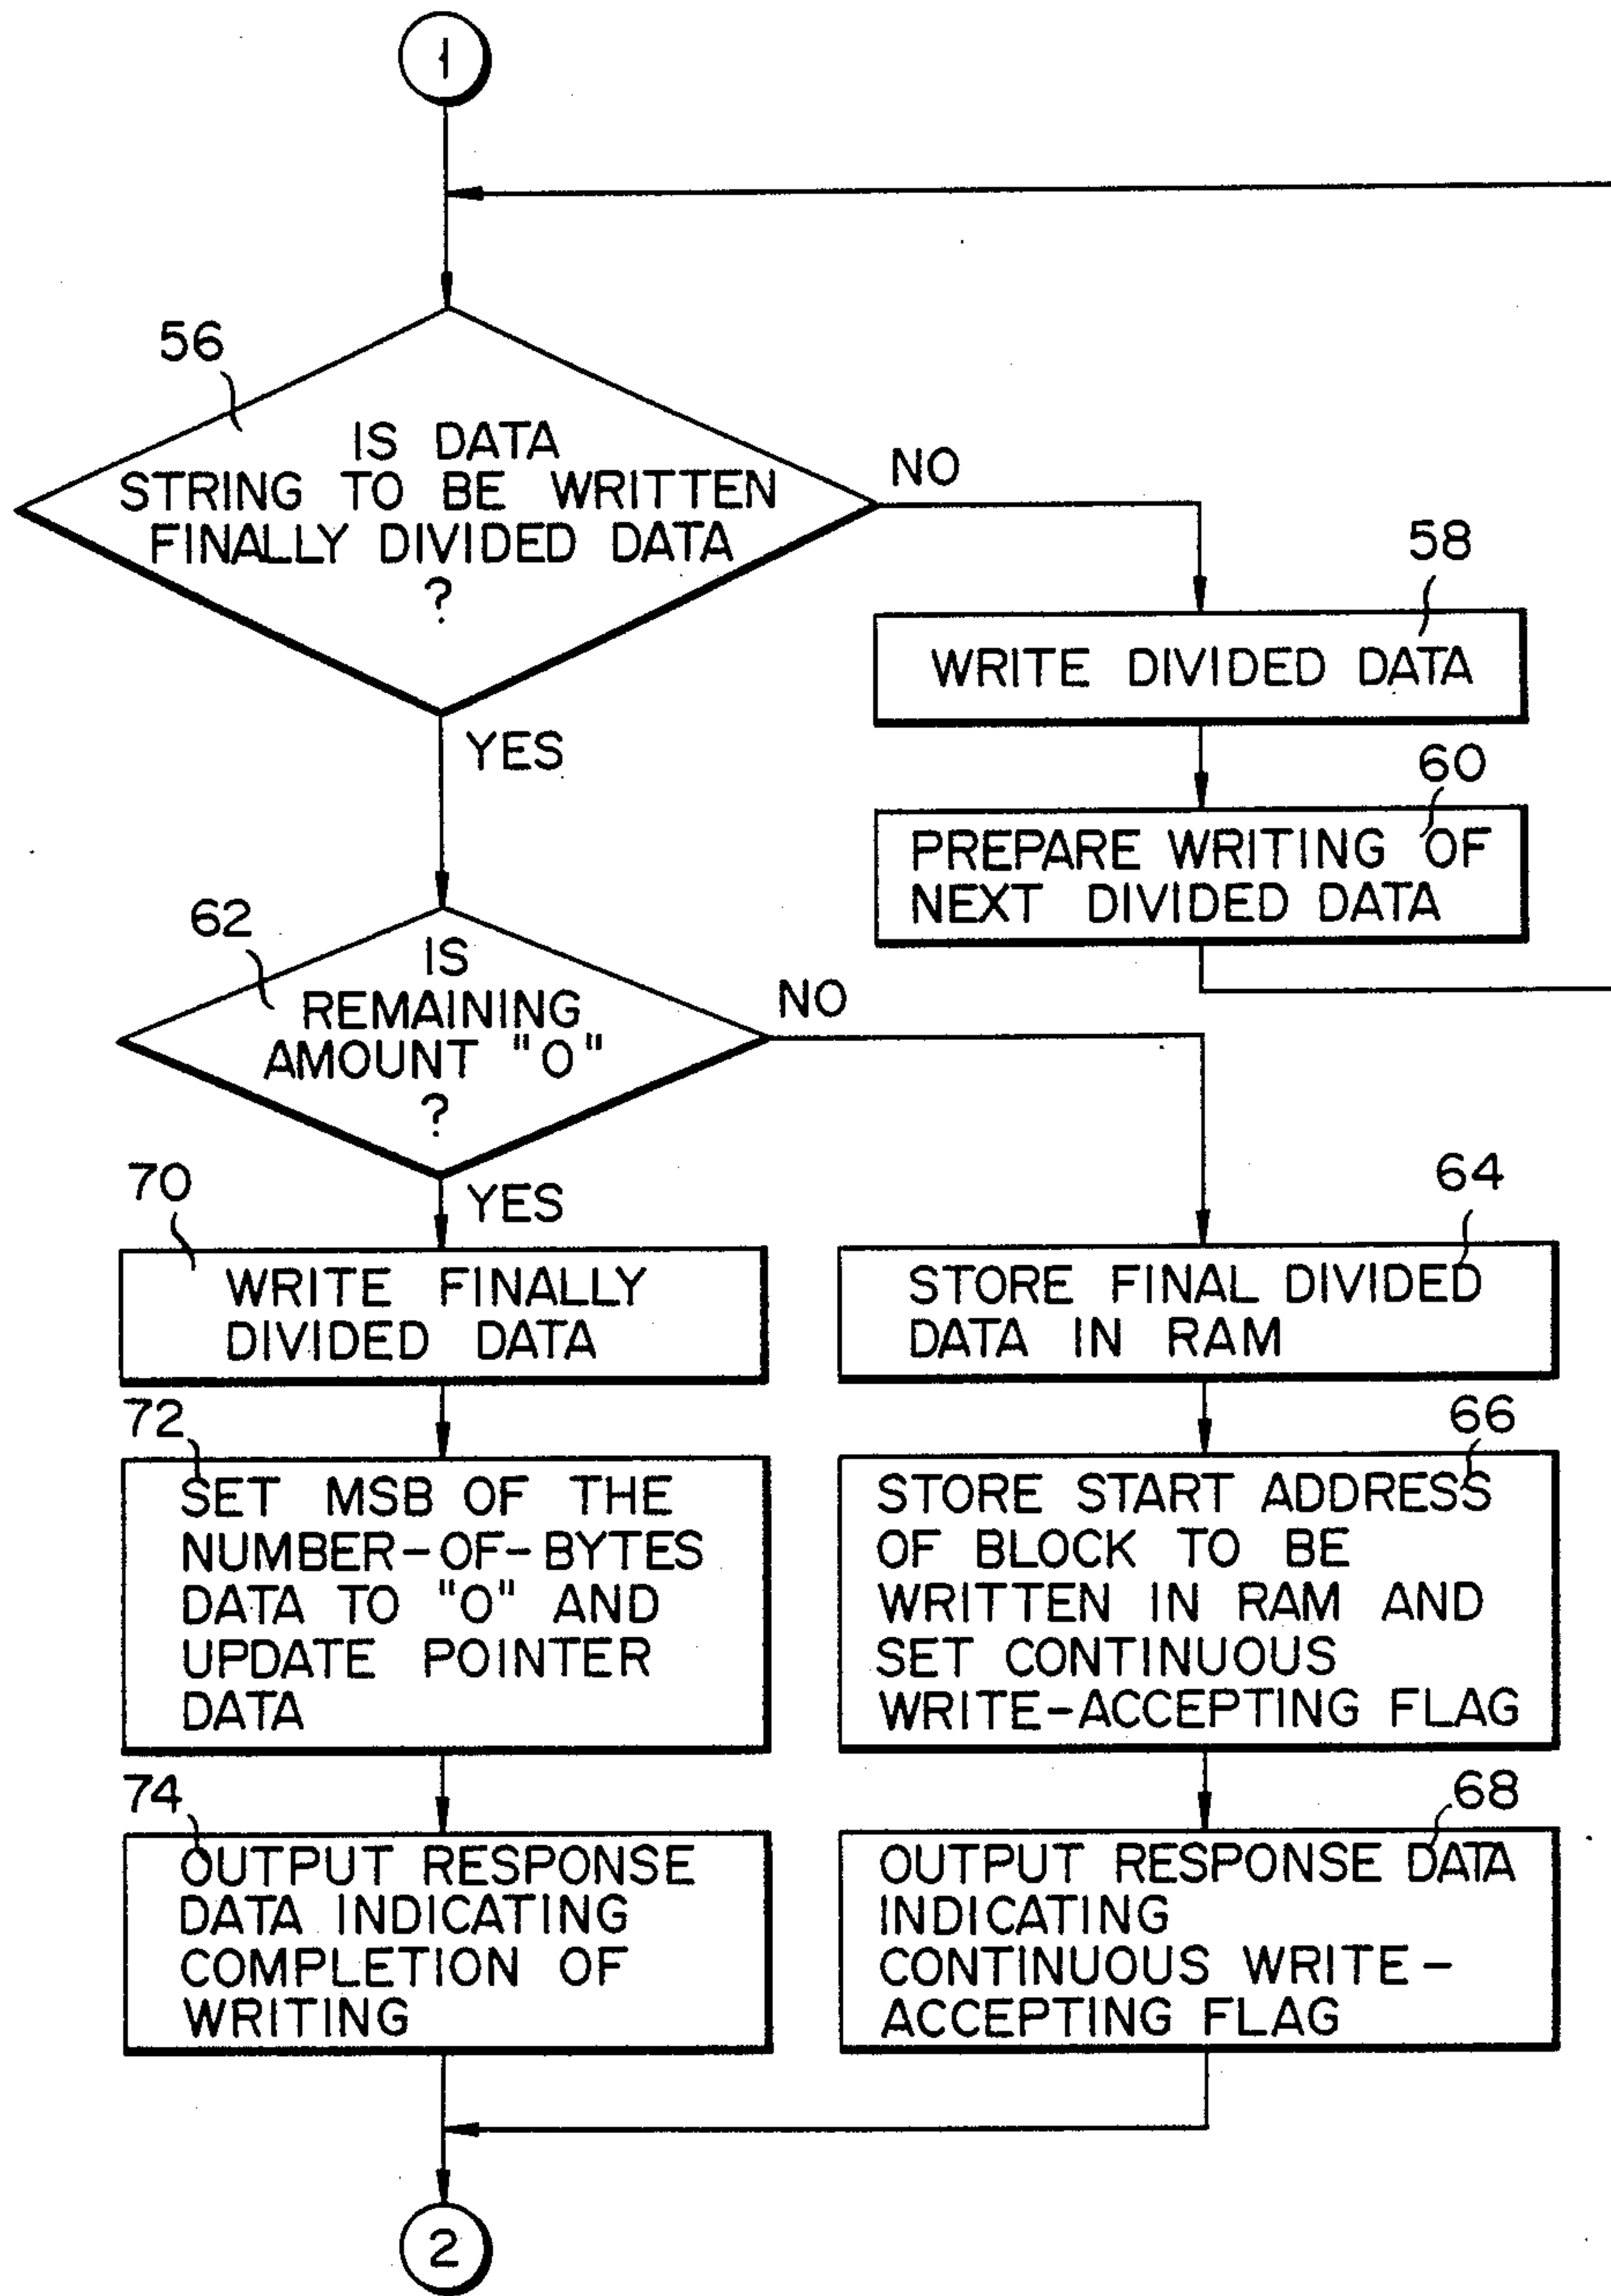 1
56
IS DATA
STRING TO BE WRITTEN
FINALLY DIVIDED DATA
?
NO
YES
58
WRITE DIVIDED DATA
60
PREPARE WRITING OF
NEXT DIVIDED DATA
62
IS
REMAINING
AMOUNT "0"
?
NO
YES
70
WRITE FINALLY
DIVIDED DATA
64
STORE FINAL DIVIDED
DATA IN RAM
72
SET MSB OF THE
NUMBER-OF-BYTES
DATA TO "0" AND
UPDATE POINTER
DATA
66
STORE START ADDRESS
OF BLOCK TO BE
WRITTEN IN RAM AND
SET CONTINUOUS
WRITE-ACCEPTING FLAG
74
OUTPUT RESPONSE
DATA INDICATING
COMPLETION OF
WRITING
68
OUTPUT RESPONSE DATA
INDICATING
CONTINUOUS WRITE-
ACCEPTING FLAG
2